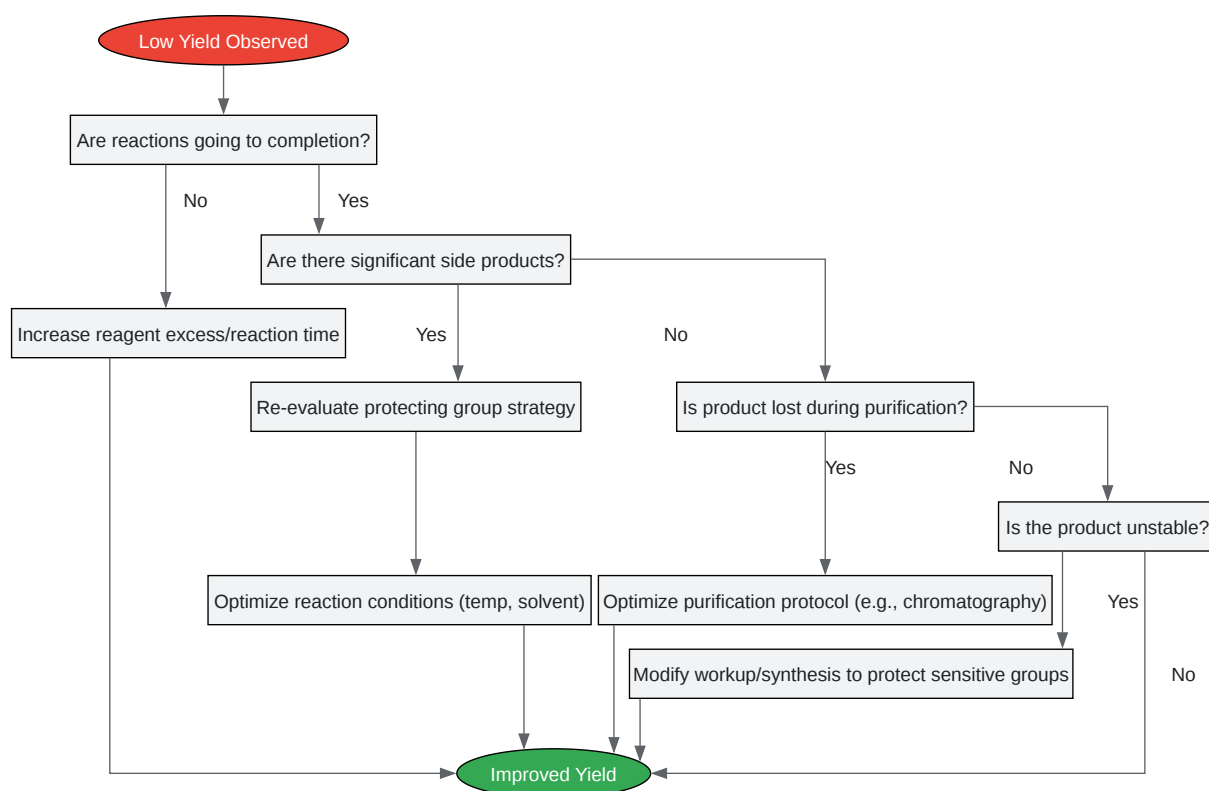 Low Yield Observed
Are reactions going to completion?
No
Yes
Are there significant side products?
Increase reagent excess/reaction time
Yes
No
Re-evaluate protecting group strategy
Is product lost during purification?
Yes
No
Is the product unstable?
Optimize reaction conditions (temp, solvent)
Optimize purification protocol (e.g., chromatography)
Yes
Modify workup/synthesis to protect sensitive groups
No
Improved Yield